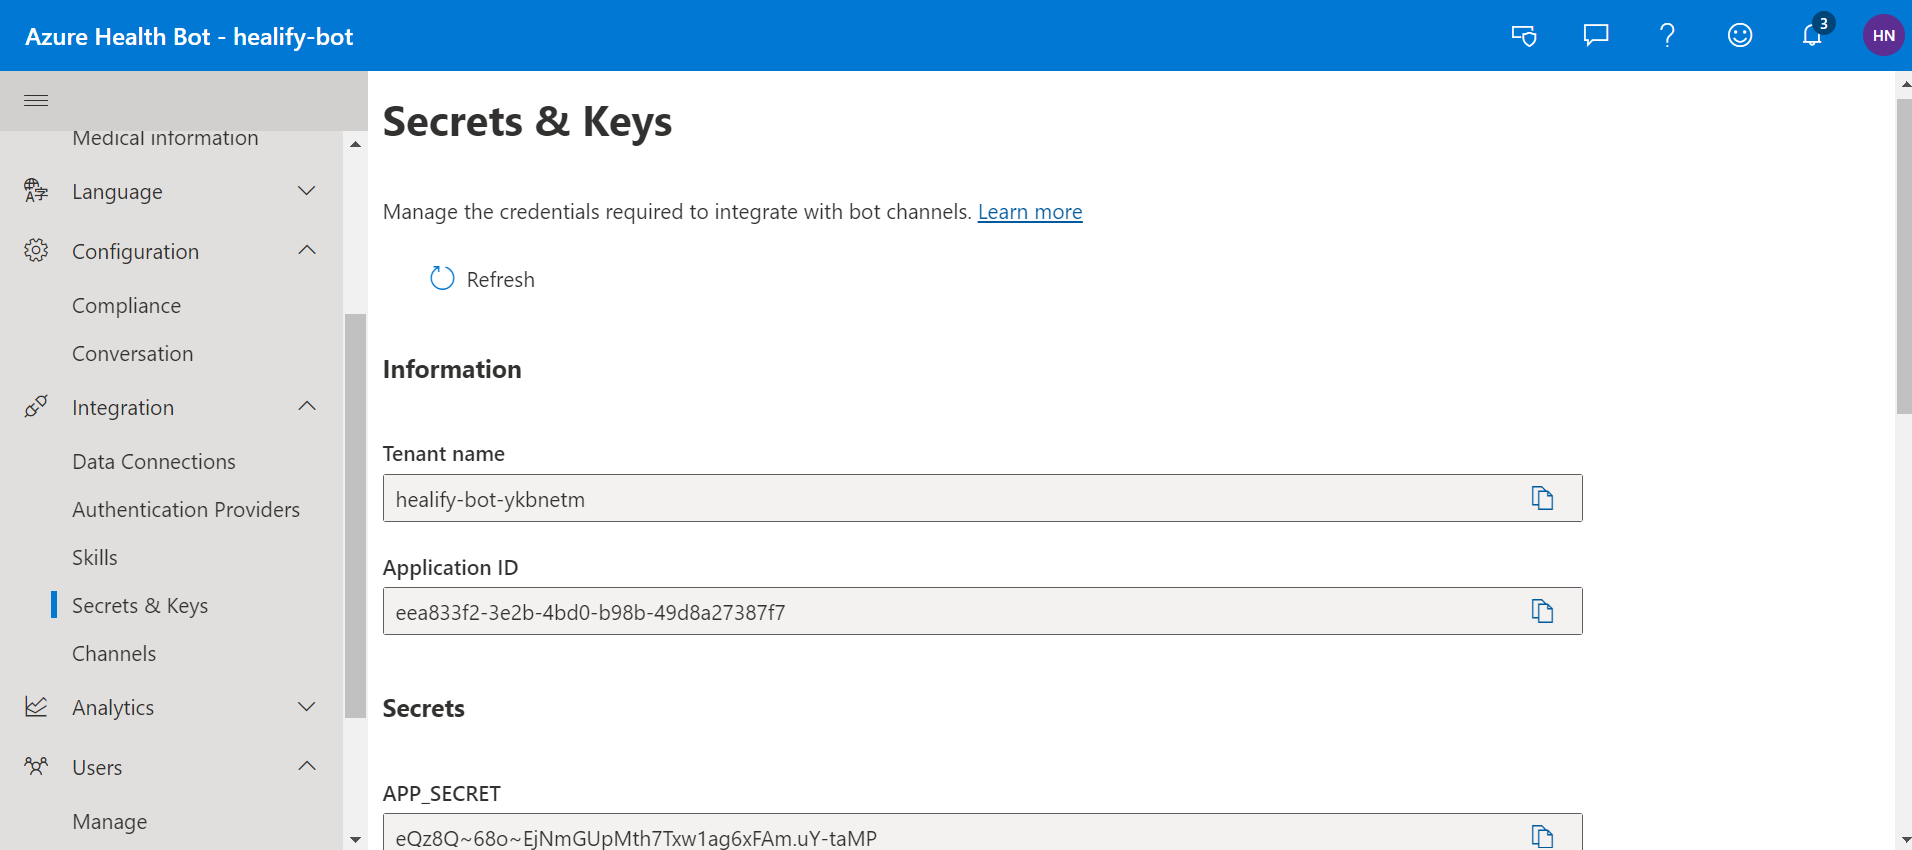 Azure Health Bot - healify-bot
3
HN
Medical information
Language
Configuration
Compliance
Conversation
Integration
Data Connections
Authentication Providers
Skills
Secrets & Keys
Channels
Analytics
Users
Manage
Secrets & Keys
Manage the credentials required to integrate with bot channels. Learn more
Refresh
Information
Tenant name
healify-bot-ykbnetm
Application ID
eea833f2-3e2b-4bd0-b98b-49d8a27387f7
Secrets
APP_SECRET
eQz8Q~68o~EjNmGUpMth7Txw1ag6xFAm.uY-taMP